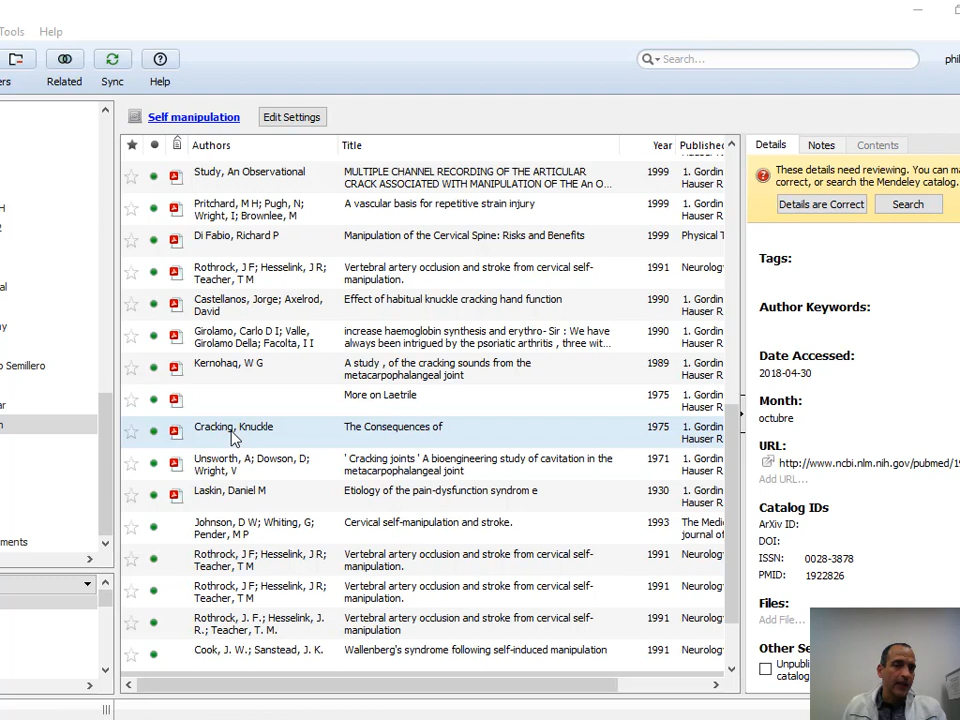 Tools Help
ers Related Sync Help Search... phil
Self manipulation Edit Settings
Authors Title Year Published
Study, An Observational MULTIPLE CHANNEL RECORDING OF THE ARTICULAR 1999 1. Gordin
CRACK ASSOCIATED WITH MANIPULATION OF THE An O... Hauser R
Pritchard, M H; Pugh, N; A vascular basis for repetitive strain injury 1999 1. Gordin
Wright, I; Brownlee, M Hauser R
Di Fabio, Richard P Manipulation of the Cervical Spine: Risks and Benefits 1999 Physical T
Rothrock, J F; Hesselink, J R; Vertebral artery occlusion and stroke from cervical self- 1991 Neurolog
Teacher, T M manipulation.
Castellanos, Jorge; Axelrod, Effect of habitual knuckle cracking hand function 1990 1. Gordin
David Hauser R
Girolamo, Carlo D I; Valle, increase haemoglobin synthesis and erythro- Sir : We have 1990 1. Gordin
Girolamo Della; Facolta, I I always been intrigued by the psoriatic arthritis , three wit... Hauser R
Kernohaq, W G A study , of the cracking sounds from the 1989 1. Gordin
metacarpophalangeal joint Hauser R
More on Laetrile 1975 1. Gordin
Hauser R
Cracking, Knuckle The Consequences of 1975 1. Gordin
Hauser R
Unsworth, A; Dowson, D; ' Cracking joints ' A bioengineering study of cavitation in the 1971 1. Gordin
Wright, V metacarpophalangeal joint Hauser R
Laskin, Daniel M Etiology of the pain-dysfunction syndrom e 1930 1. Gordin
Hauser R
Johnson, D W; Whiting, G; Cervical self-manipulation and stroke. 1993 The Medic
Pender, M P journal of
Rothrock, J F; Hesselink, J R; Vertebral artery occlusion and stroke from cervical self- 1991 Neurolog
Teacher, T M manipulation.
Rothrock, J F; Hesselink, J R; Vertebral artery occlusion and stroke from cervical self- 1991 Neurolog
Teacher, T M manipulation.
Rothrock, J. F.; Hesselink, J. Vertebral artery occlusion and stroke from cervical self- 1991 Neurolog
R.; Teacher, T. M. manipulation
Cook, J. W.; Sanstead, J. K. Wallenberg's syndrome following self-induced manipulation 1991 Neurolog
H
2
al
ny
o Semillero
ar
n
ments
Details Notes Contents
These details need reviewing. You can ma
correct, or search the Mendeley catalog.
Details are Correct Search
Tags:
Author Keywords:
Date Accessed:
2018-04-30
Month:
octubre
URL:
http://www.ncbi.nlm.nih.gov/pubmed/19
Add URL...
Catalog IDs
ArXiv ID:
DOI:
ISSN: 0028-3878
PMID: 1922826
Files:
Add File...
Other Se
Unpubli
catalog